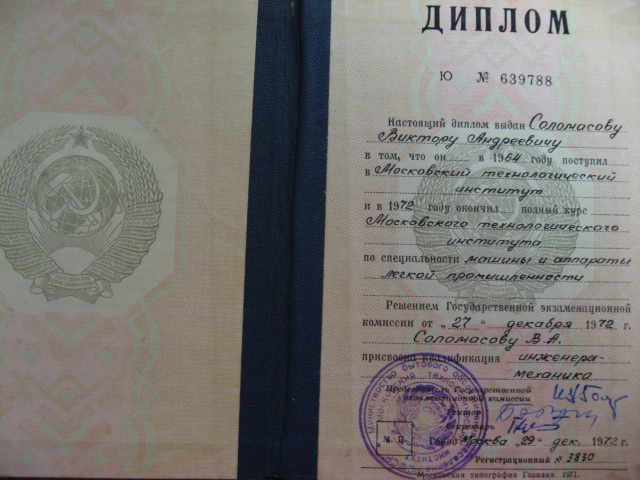 ДИПЛОМ
Ю № 639788
Настоящий диплом выдан Соломасову
Виктору Андреевичу
в том, что он в 1964 году поступил
в Московский технологический
институт
и в 1972 году окончил полный курс
Московского технологического
института
по специальности машины и аппараты
легкой промышленности
Решением Государственной экзаменационной
комиссии от „27“ декабря 1972 г.
Соломасову В.А.
присвоена квалификация инженера-
механика
Председатель Государственной
экзаменационной комиссии
Ректор
Секретарь
М. П. Город Москва „29“ дек. 1972 г.
Регистрационный № 3830
Московская типография Гознака. 1971.